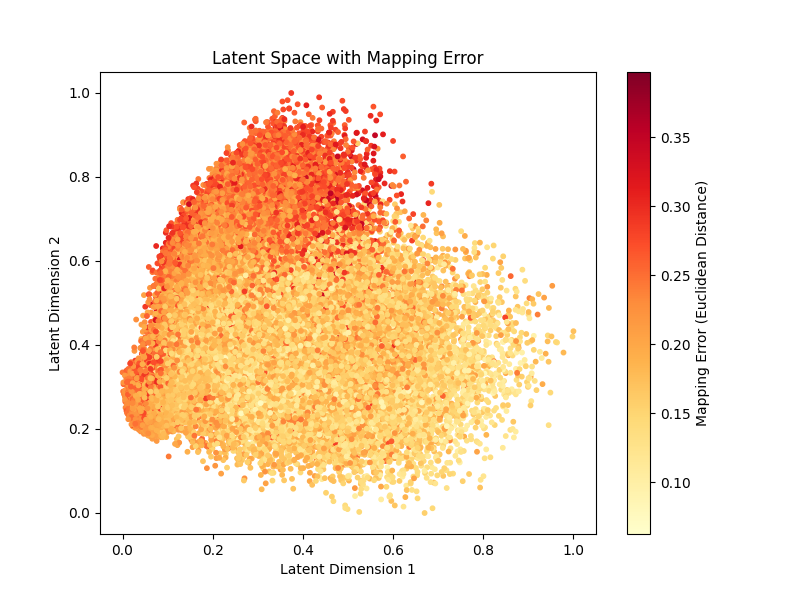 Latent Space with Mapping Error
1.0
0.8
0.6
0.4
0.2
0.0
Latent Dimension 2
0.0 0.2 0.4 0.6 0.8 1.0
Latent Dimension 1
0.35
0.30
0.25
0.20
0.15
0.10
Mapping Error (Euclidean Distance)